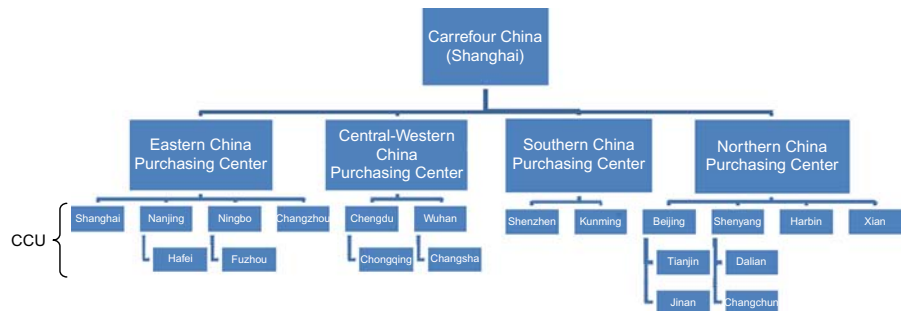 Carrefour China
(Shanghai)
Eastern China
Purchasing Center
Central-Western
China
Purchasing Center
Southern China
Purchasing Center
Northern China
Purchasing Center
CCU
Shanghai
Nanjing
Ningbo
Changzhou
Chengdu
Wuhan
Shenzhen
Kunming
Beijing
Shenyang
Harbin
Xian
Hafei
Fuzhou
Chongqing
Changsha
Tianjin
Dalian
Jinan
Changchun